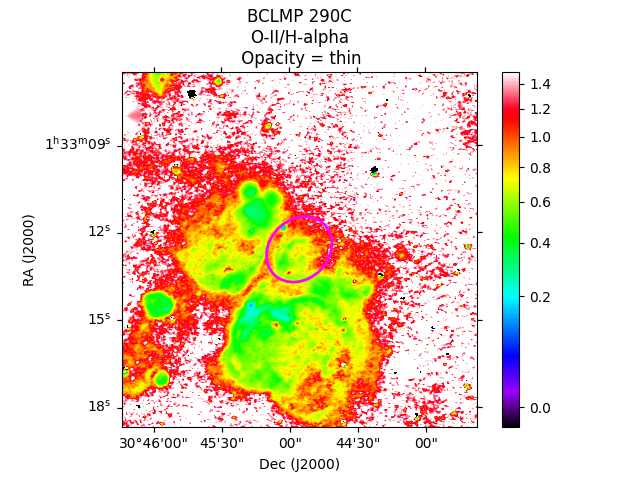 BCLMP 290C
O-II/H-alpha
Opacity = thin
RA (J2000)
1ʰ33ᵐ09ˢ
12ˢ
15ˢ
18ˢ
30°46'00" 45'30" 00" 44'30" 00"
Dec (J2000)
1.4
1.2
1.0
0.8
0.6
0.4
0.2
0.0